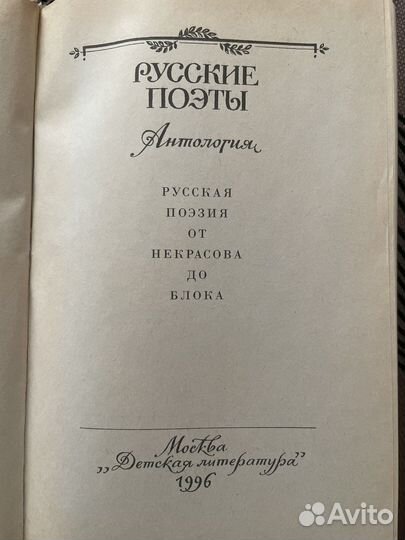 РУССКИЕ
ПОЭТЫ
Антология
РУССКАЯ
ПОЭЗИЯ
ОТ
НЕКРАСОВА
ДО
БЛОКА
Москва
„Детская литература”
1996
Avito